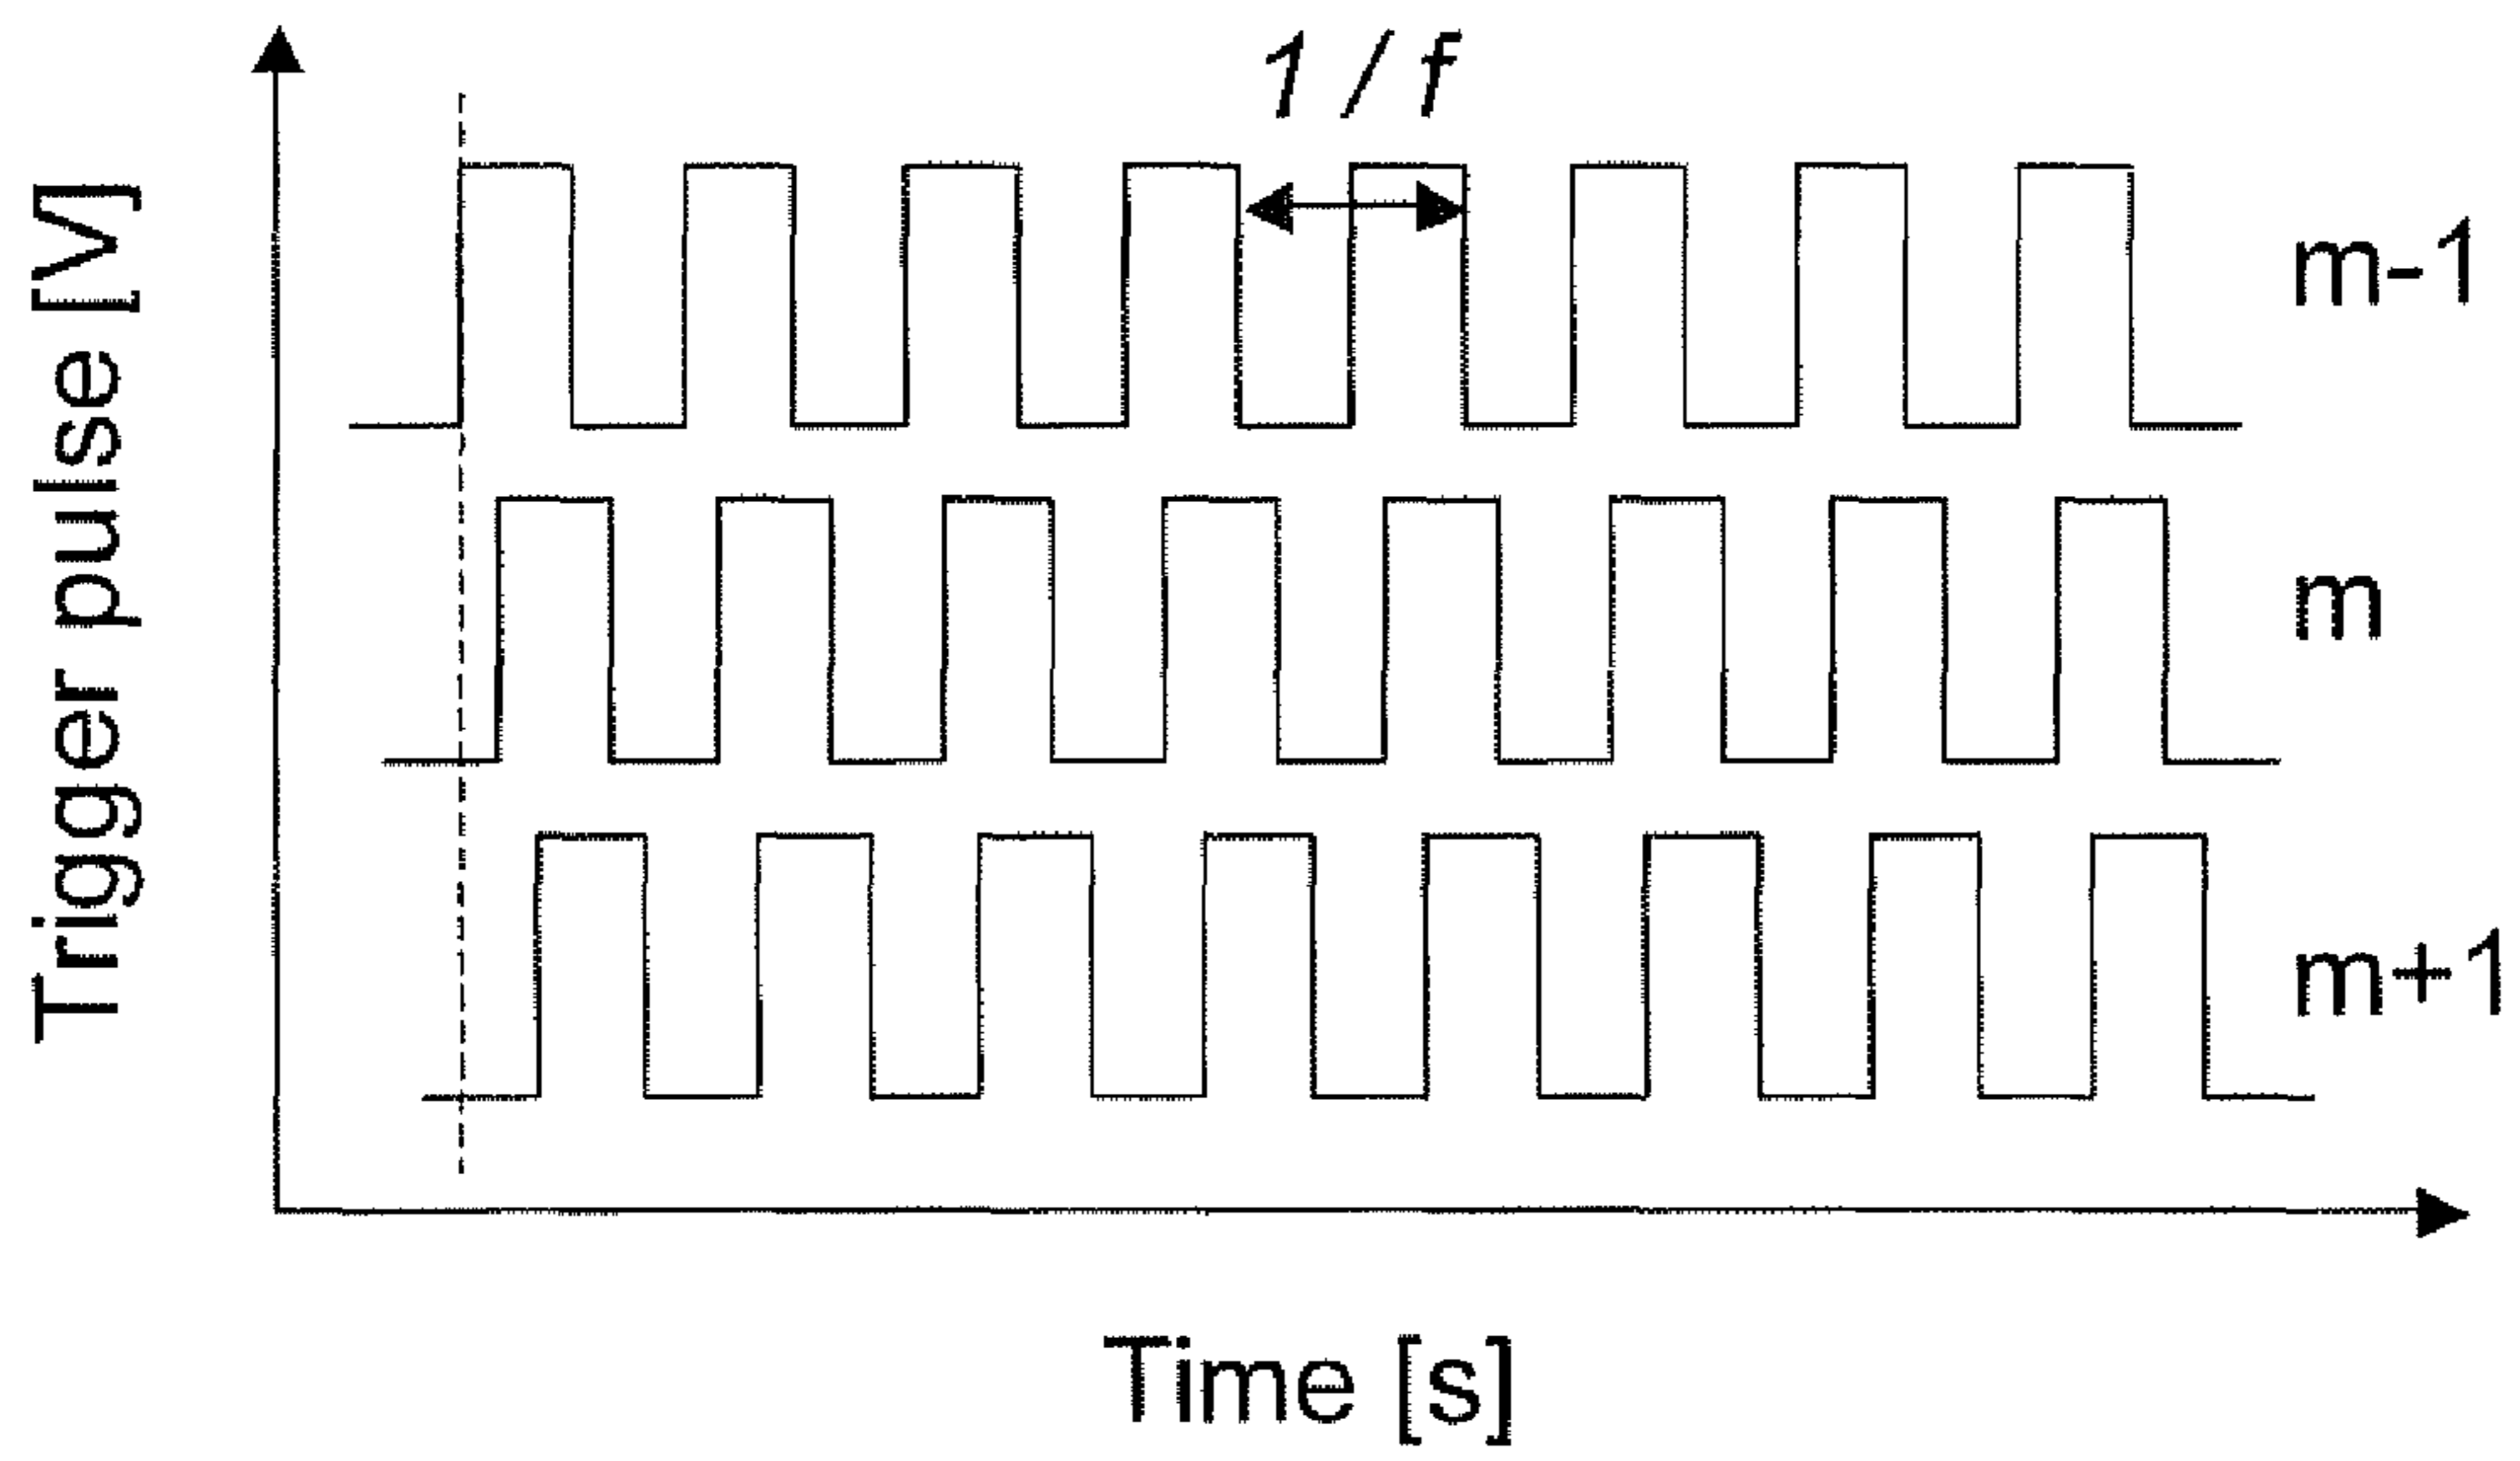 Trigger pulse [V]
1 / f
m-1
m
m+1
Time [s]